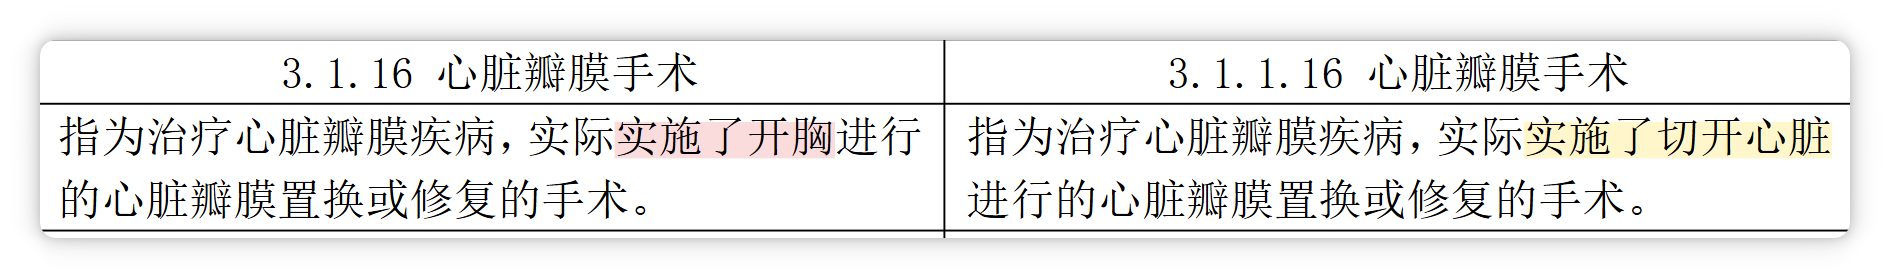 3.1.16 心脏瓣膜手术
指为治疗心脏瓣膜疾病，实际实施了开胸进行
的心脏瓣膜置换或修复的手术。
3.1.1.16 心脏瓣膜手术
指为治疗心脏瓣膜疾病，实际实施了切开心脏
进行的心脏瓣膜置换或修复的手术。